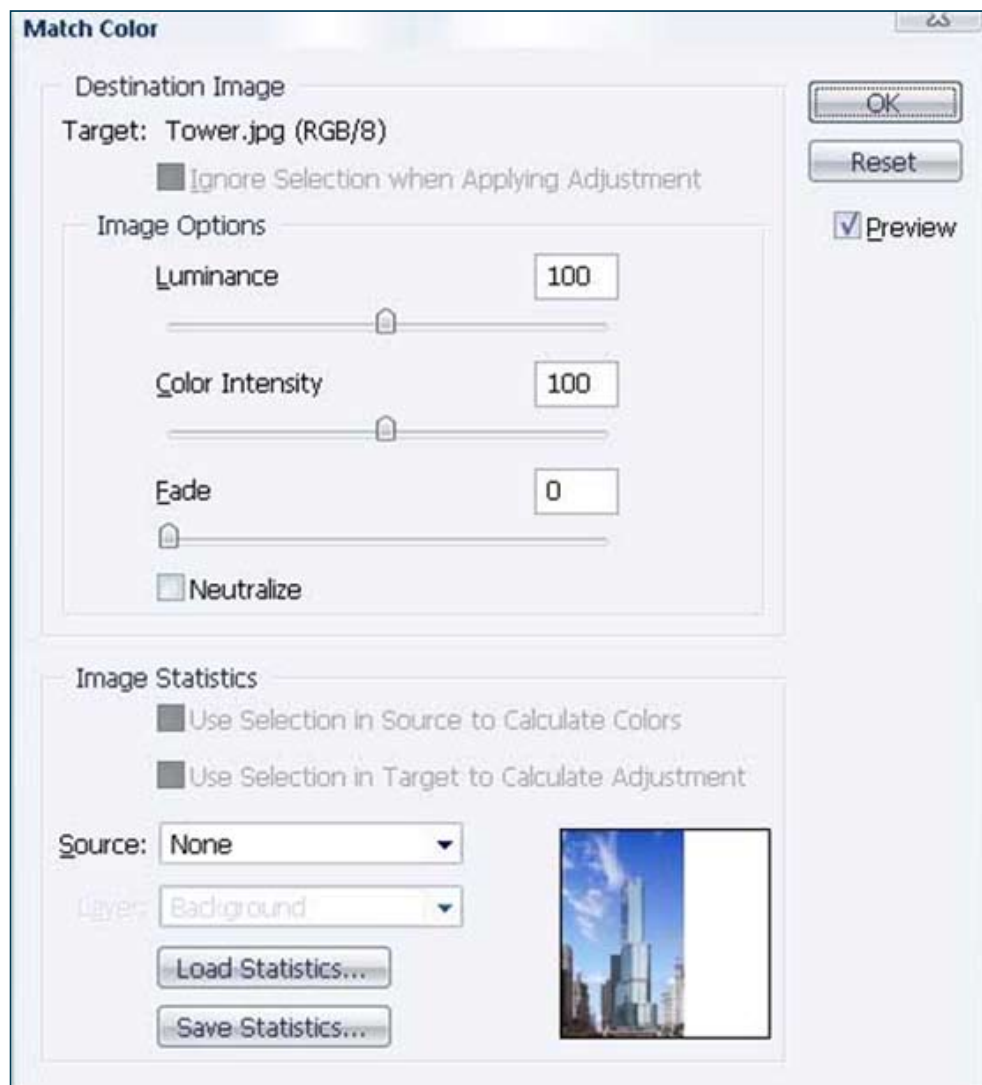 Match Color
Destination Image
Target: Tower.jpg (RGB/8)
Ignore Selection when Applying Adjustment
Image Options
Luminance 100
Color Intensity 100
Fade 0
Neutralize
OK
Reset
Preview
Image Statistics
Use Selection in Source to Calculate Colors
Use Selection in Target to Calculate Adjustment
Source: None
Layer: Background
Load Statistics...
Save Statistics...